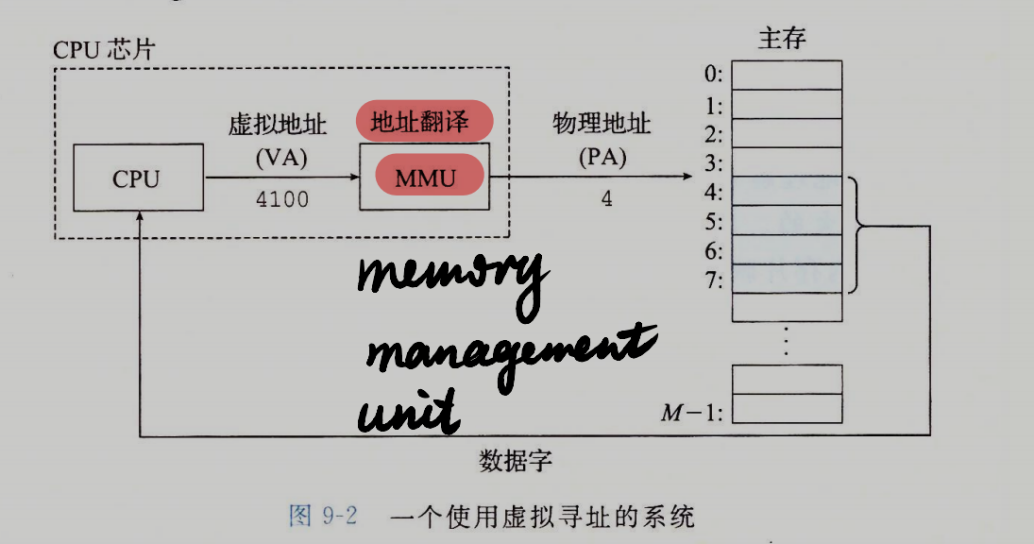 CPU 芯片
主存
虚拟地址
(VA)
4100
地址翻译
MMU
CPU
物理地址
(PA)
4
0:
1:
2:
3:
4:
5:
6:
7:
M−1:
memory
management
unit
数据字
图 9-2 一个使用虚拟寻址的系统